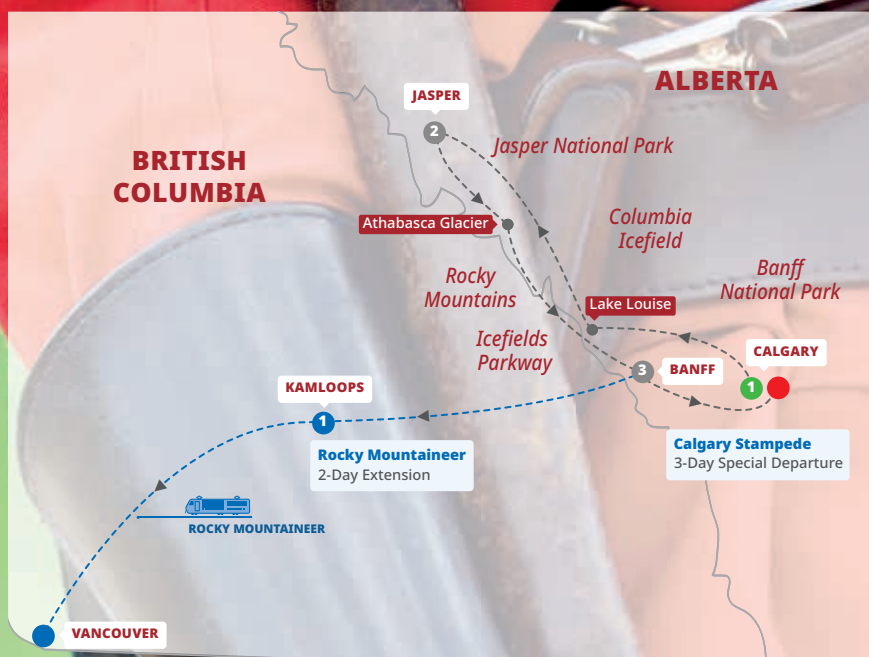 ALBERTA
JASPER
2
Jasper National Park
BRITISH
COLUMBIA
Athabasca Glacier
Columbia
Icefield
Rocky
Mountains
Banff
National Park
Lake Louise
Icefields
Parkway
CALGARY
1
3
BANFF
KAMLOOPS
1
Rocky Mountaineer
2-Day Extension
Calgary Stampede
3-Day Special Departure
ROCKY MOUNTAINEER
VANCOUVER